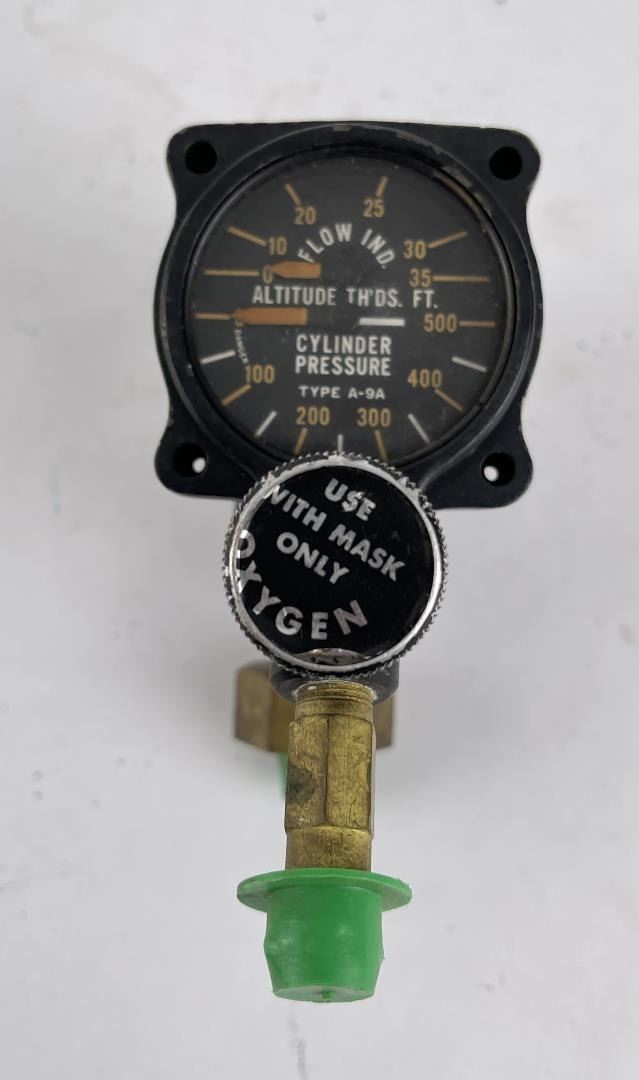 20 25
10 FLOW IND. 30
0 35
ALTITUDE TH'DS. FT.
0 500
DANGER CYLINDER
PRESSURE
100 400
TYPE A-9A
200 300
USE
WITH MASK
ONLY
OXYGEN